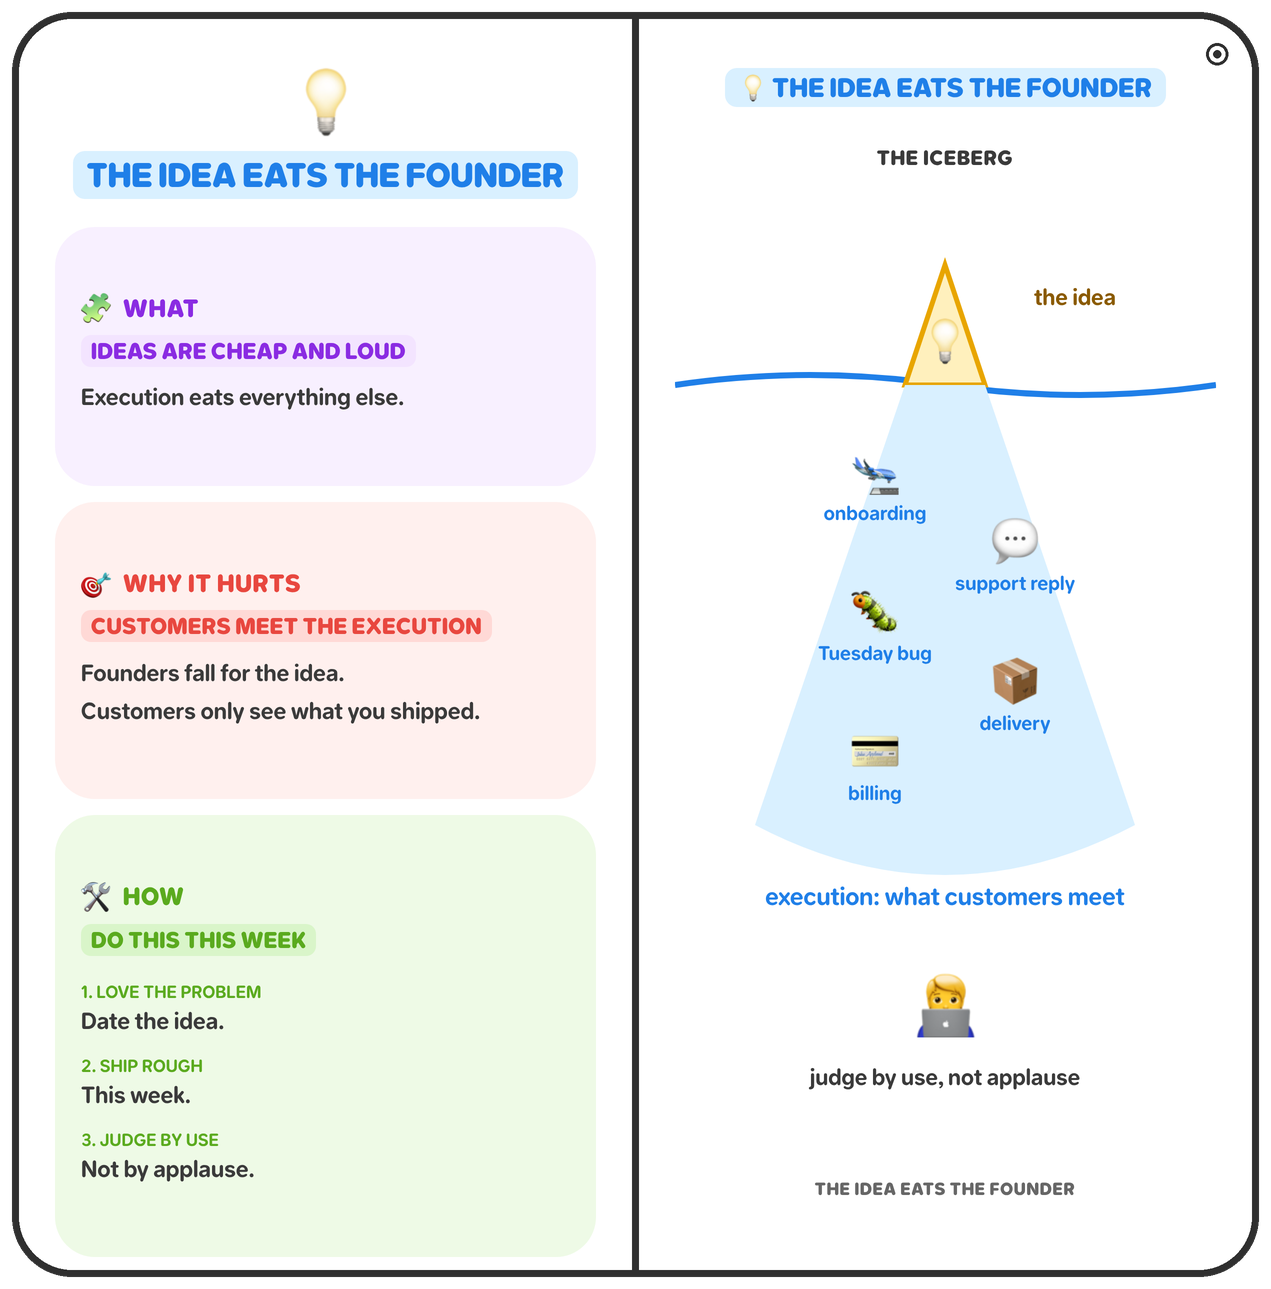 THE IDEA EATS THE FOUNDER
WHAT
IDEAS ARE CHEAP AND LOUD
Execution eats everything else.
WHY IT HURTS
CUSTOMERS MEET THE EXECUTION
Founders fall for the idea.
Customers only see what you shipped.
HOW
DO THIS THIS WEEK
1. LOVE THE PROBLEM
Date the idea.
2. SHIP ROUGH
This week.
3. JUDGE BY USE
Not by applause.
THE IDEA EATS THE FOUNDER
THE ICEBERG
the idea
onboarding
support reply
Tuesday bug
delivery
billing
execution: what customers meet
judge by use, not applause
THE IDEA EATS THE FOUNDER